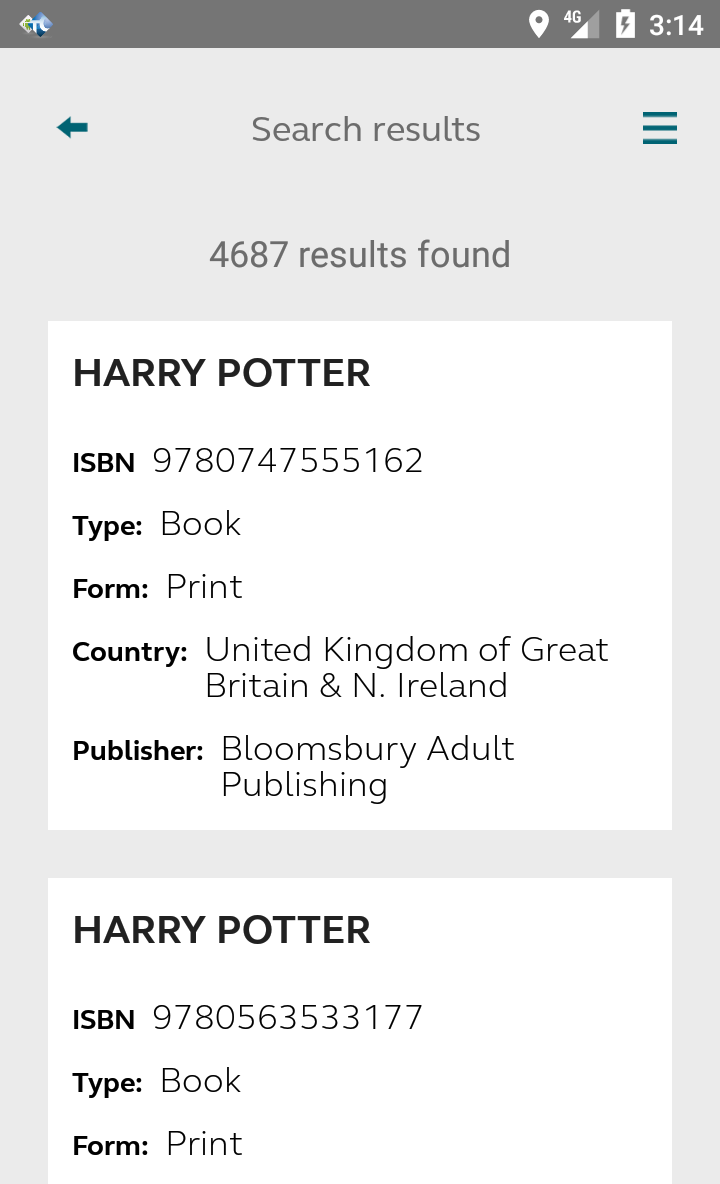 4G 3:14
Search results
4687 results found
HARRY POTTER
ISBN 9780747555162
Type: Book
Form: Print
Country: United Kingdom of Great
Britain & N. Ireland
Publisher: Bloomsbury Adult
Publishing
HARRY POTTER
ISBN 9780563533177
Type: Book
Form: Print